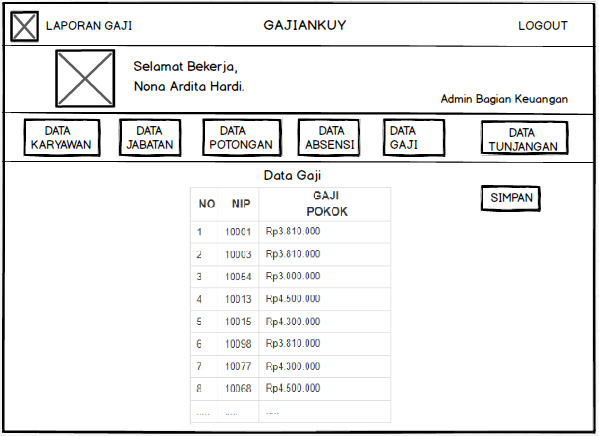 LAPORAN GAJI
GAJIANKUY
LOGOUT
Selamat Bekerja,
Nona Ardita Hardi.
Admin Bagian Keuangan
DATA KARYAWAN
DATA JABATAN
DATA POTONGAN
DATA ABSENSI
DATA GAJI
DATA TUNJANGAN
Data Gaji
SIMPAN
NO NIP GAJI POKOK
1 10001 Rp3.810.000
2 10003 Rp3.810.000
3 10054 Rp3.000.000
4 10013 Rp4.500.000
5 10015 Rp4.300.000
6 10098 Rp3.810.000
7 10077 Rp4.300.000
8 10068 Rp4.500.000
..... ..... .....